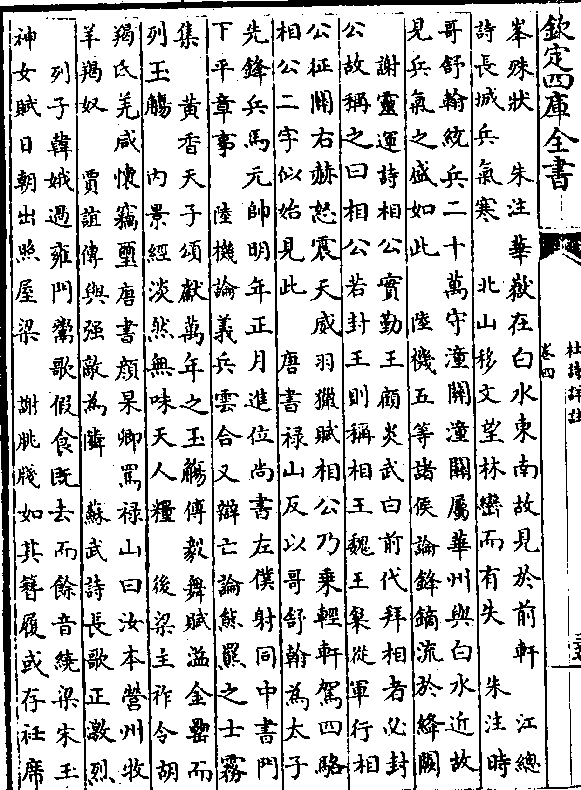 欽定四庫全書
杜詩詳註
卷四
峯殊狀　朱注華嶽在白水東南故見於前軒　江總
詩長城兵氣寒　北山移文望林巒而有失　朱注時
哥舒翰統兵二十萬守潼關潼關屬華州與白水近故
見兵氣之盛如此　陸機五等諸侯論鋒鏑流於絳闕
謝靈運詩相公實勤王顧炎武曰前代拜相者必封
公故稱之曰相公若封王則稱相王魏王粲從軍行相
公征關右赫怒震天威羽獵賦相公乃乘輕軒駕四駱
相公二字似始見此　唐書祿山反以哥舒翰為太子
先鋒兵馬元帥明年正月進位尚書左僕射同中書門
下平章事　陸機論義兵雲合又辯亡論熊羆之士霧
集　黃香天子頌獻萬年之玉觴傅毅舞賦溢金罍而
列玉觴　內景經淡然無味天人糧　後梁主祚令胡
羯氐羌咸懷竊璽唐書顏杲卿罵祿山曰汝本營州牧
羊羯奴　賈誼傳與强敵為隣　蘇武詩長歌正激烈
列子韓娥過雍門鬻歌假食既去而餘音繞梁宋玉
神女賦日朝出照屋梁　謝朓牋如其簪履或存衽席